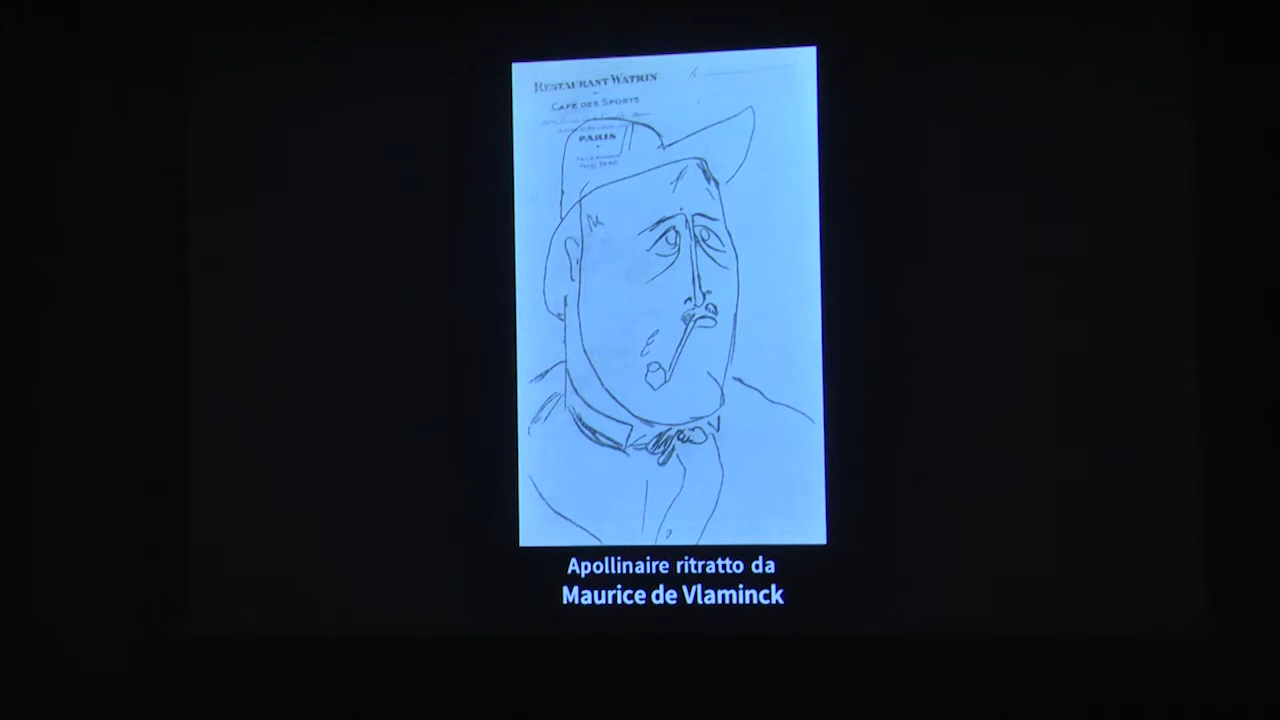 RESTAURANT WATRIN
CAFÉ DES SPORTS
PARIS
Apollinaire ritratto da
Maurice de Vlaminck